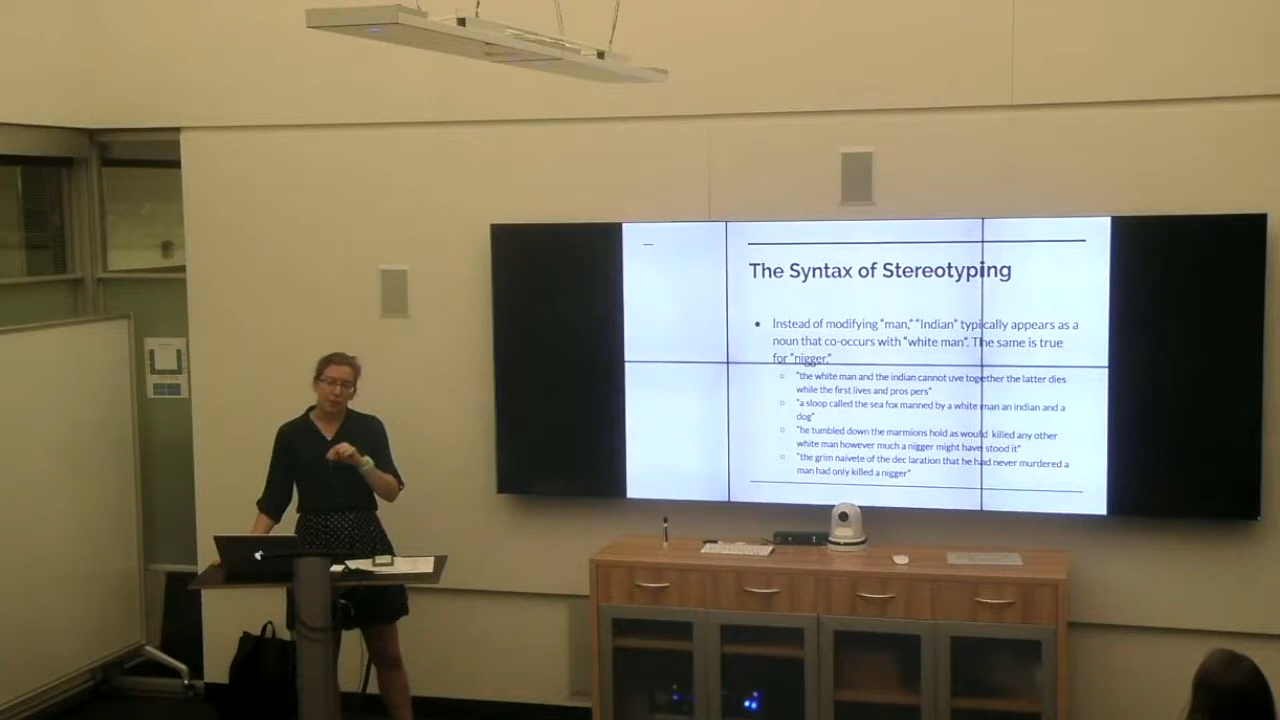 The Syntax of Stereotyping
Instead of modifying "man," "Indian" typically appears as a
noun that co-occurs with "white man". The same is true
for "nigger."
"the white man and the indian cannot uve together the latter dies
while the first lives and pros pers"
"a sloop called the sea fox manned by a white man an indian and a
dog"
"he tumbled down the marmions hold as would killed any other
white man however much a nigger might have stood it"
"the grim naivete of the dec laration that he had never murdered a
man had only killed a nigger"